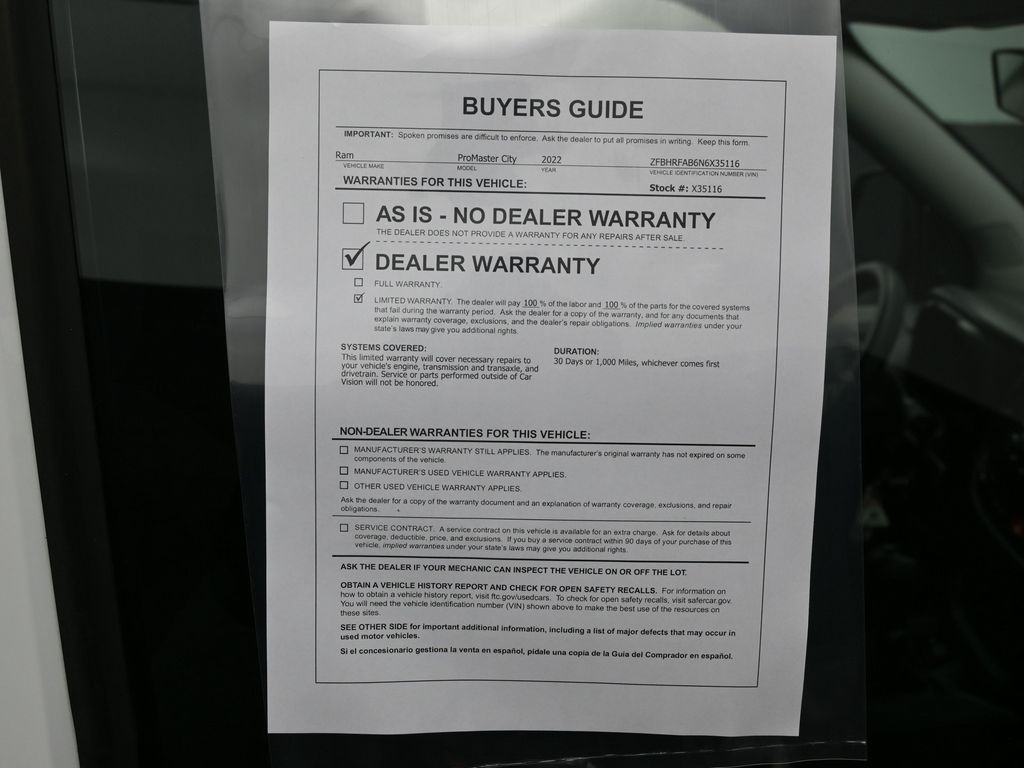 BUYERS GUIDE
IMPORTANT: Spoken promises are difficult to enforce. Ask the dealer to put all promises in writing. Keep this form.
Ram ProMaster City 2022 ZFBHRFAB6N6X35116
VEHICLE MAKE MODEL YEAR VEHICLE IDENTIFICATION NUMBER (VIN)
WARRANTIES FOR THIS VEHICLE: Stock #: X35116
AS IS - NO DEALER WARRANTY
THE DEALER DOES NOT PROVIDE A WARRANTY FOR ANY REPAIRS AFTER SALE.
DEALER WARRANTY
FULL WARRANTY.
LIMITED WARRANTY. The dealer will pay 100 % of the labor and 100 % of the parts for the covered systems
that fail during the warranty period. Ask the dealer for a copy of the warranty, and for any documents that
explain warranty coverage, exclusions, and the dealer's repair obligations. Implied warranties under your
state's laws may give you additional rights.
SYSTEMS COVERED:
This limited warranty will cover necessary repairs to
your vehicle's engine, transmission and transaxle, and
drivetrain. Service or parts performed outside of Car
Vision will not be honored.
DURATION:
30 Days or 1,000 Miles, whichever comes first
NON-DEALER WARRANTIES FOR THIS VEHICLE:
MANUFACTURER'S WARRANTY STILL APPLIES. The manufacturer's original warranty has not expired on some
components of the vehicle.
MANUFACTURER'S USED VEHICLE WARRANTY APPLIES.
OTHER USED VEHICLE WARRANTY APPLIES.
Ask the dealer for a copy of the warranty document and an explanation of warranty coverage, exclusions, and repair
obligations.
SERVICE CONTRACT. A service contract on this vehicle is available for an extra charge. Ask for details about
coverage, deductible, price, and exclusions. If you buy a service contract within 90 days of your purchase of this
vehicle, implied warranties under your state's laws may give you additional rights.
ASK THE DEALER IF YOUR MECHANIC CAN INSPECT THE VEHICLE ON OR OFF THE LOT.
OBTAIN A VEHICLE HISTORY REPORT AND CHECK FOR OPEN SAFETY RECALLS. For information on
how to obtain a vehicle history report, visit ftc.gov/usedcars. To check for open safety recalls, visit safercar.gov.
You will need the vehicle identification number (VIN) shown above to make the best use of the resources on
these sites.
SEE OTHER SIDE for important additional information, including a list of major defects that may occur in
used motor vehicles.
Si el concesionario gestiona la venta en español, pídale una copia de la Guía del Comprador en español.